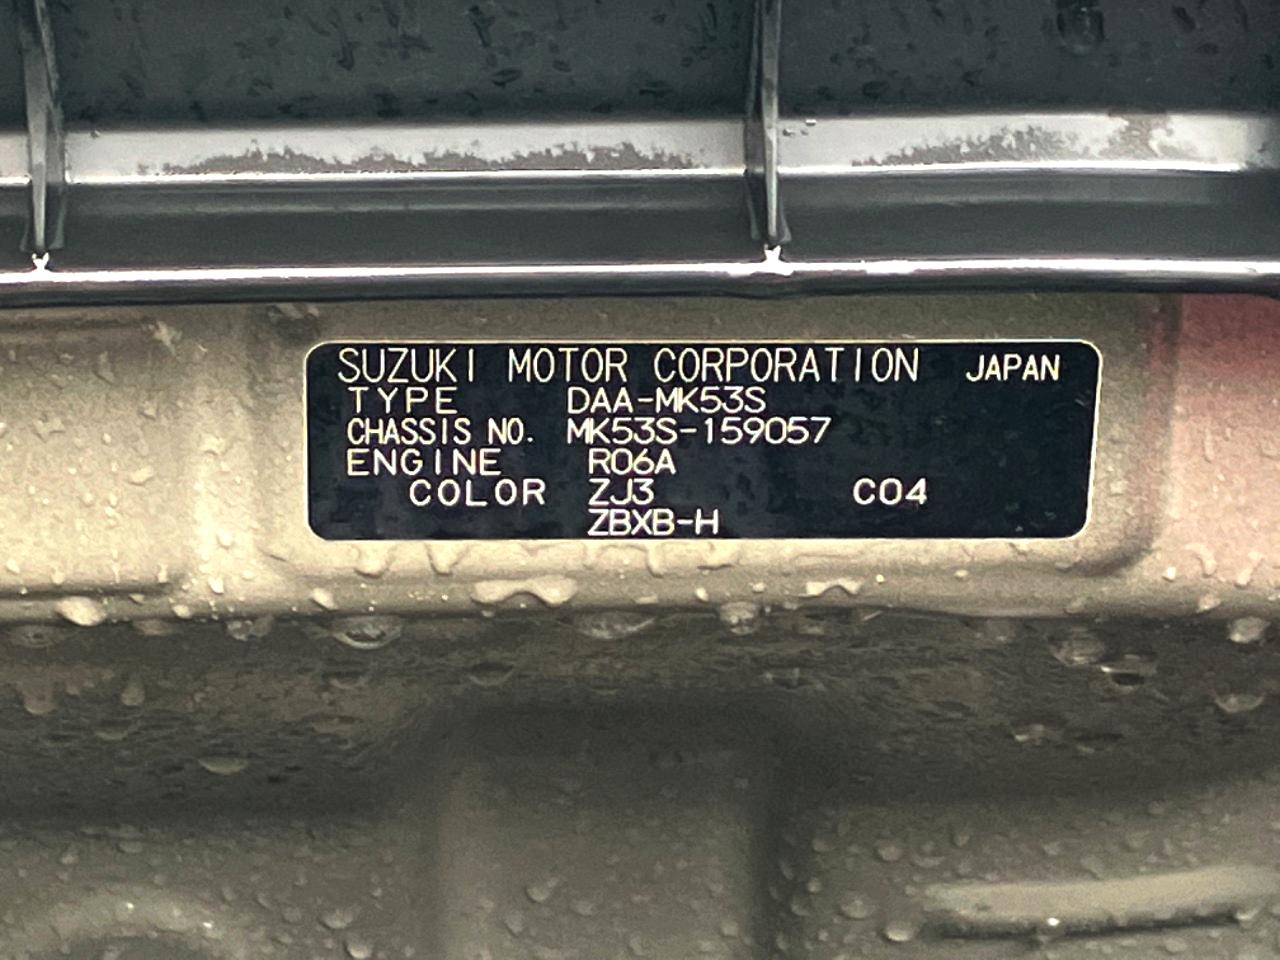 SUZUKI MOTOR CORPORATION JAPAN
TYPE DAA-MK53S
CHASSIS NO. MK53S-159057
ENGINE R06A
COLOR ZJ3 C04
ZBXB-H